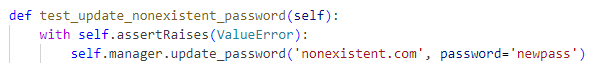 def test_update_nonexistent_password(self):
    with self.assertRaises(ValueError):
        self.manager.update_password('nonexistent.com', password='newpass')